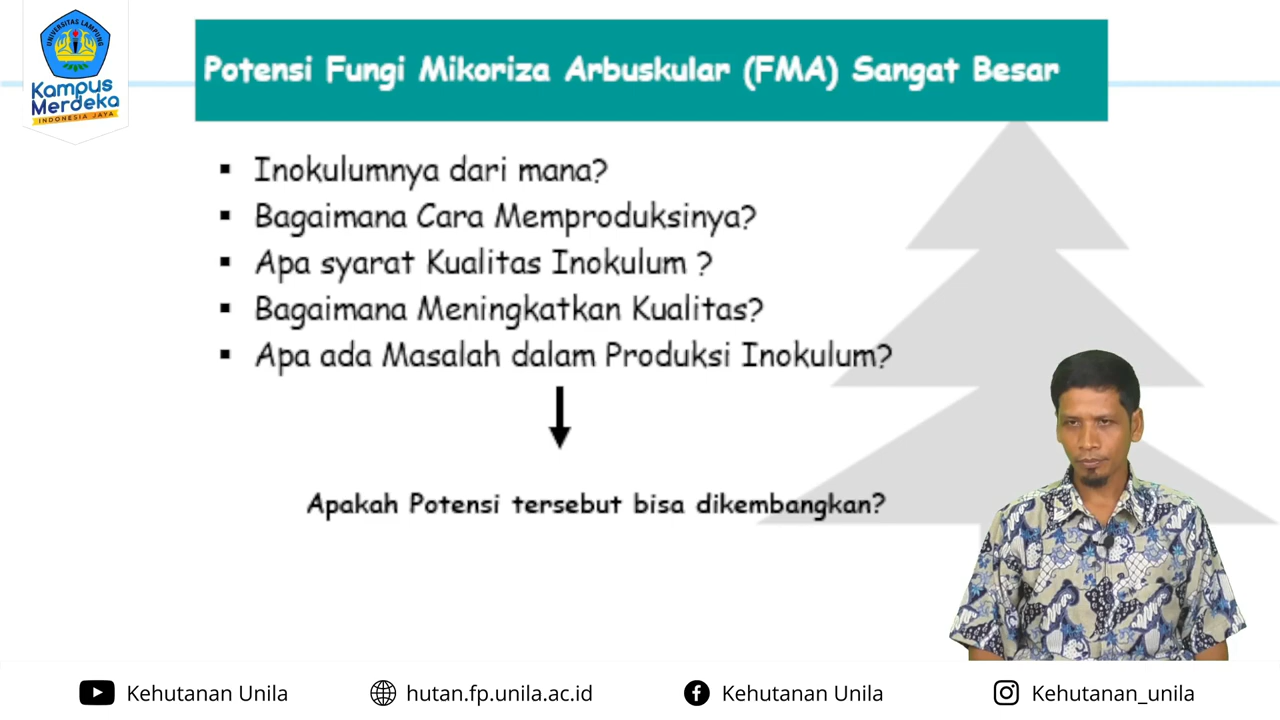 UNIVERSITAS LAMPUNG
Kampus
Merdeka
INDONESIA JAYA
Potensi Fungi Mikoriza Arbuskular (FMA) Sangat Besar
▪ Inokulumnya dari mana?
▪ Bagaimana Cara Memproduksinya?
▪ Apa syarat Kualitas Inokulum ?
▪ Bagaimana Meningkatkan Kualitas?
▪ Apa ada Masalah dalam Produksi Inokulum?
Apakah Potensi tersebut bisa dikembangkan?
Kehutanan Unila
hutan.fp.unila.ac.id
Kehutanan Unila
Kehutanan_unila